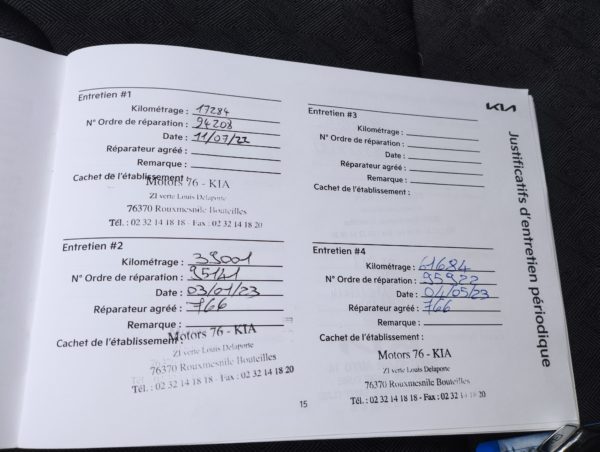 KIA
Justificatifs d'entretien périodique
Entretien #1
Kilométrage : 17284
N° Ordre de réparation : 94208
Date : 11/07/22
Réparateur agréé :
Remarque :
Cachet de l'établissement :
Motors 76 - KIA
ZI verte Louis Delaporte
76370 Rouxmesnile Bouteilles
Tél. : 02 32 14 18 18 - Fax : 02 32 14 18 20
Entretien #2
Kilométrage : 38001
N° Ordre de réparation : 95141
Date : 03/01/23
Réparateur agréé : 766
Remarque :
Cachet de l'établissement :
Motors 76 - KIA
ZI verte Louis Delaporte
76370 Rouxmesnile Bouteilles
Tél. : 02 32 14 18 18 - Fax : 02 32 14 18 20
Entretien #3
Kilométrage :
N° Ordre de réparation :
Date :
Réparateur agréé :
Remarque :
Cachet de l'établissement :
Entretien #4
Kilométrage : 61684
N° Ordre de réparation : 95922
Date : 04/05/23
Réparateur agréé : 766
Remarque :
Cachet de l'établissement :
Motors 76 - KIA
ZI verte Louis Delaporte
76370 Rouxmesnile Bouteilles
Tél. : 02 32 14 18 18 - Fax : 02 32 14 18 20
15